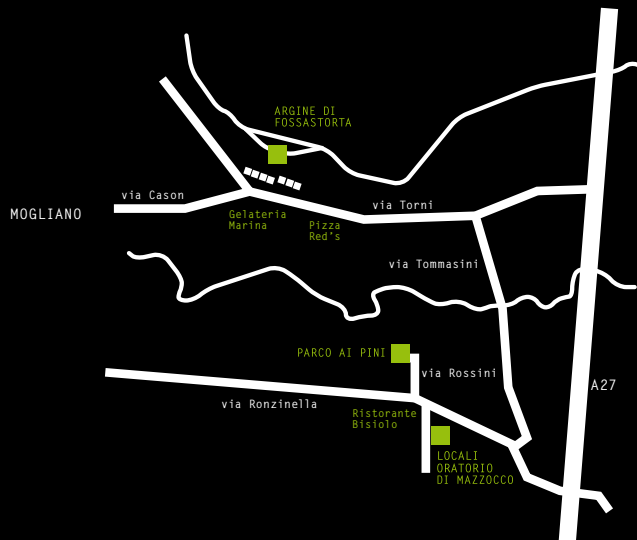 ARGINE DI
FOSSASTORTA
via Cason
MOGLIANO
via Torni
Gelateria
Marina
Pizza
Red's
via Tommasini
PARCO AI PINI
via Rossini
A27
via Ronzinella
Ristorante
Bisiolo
LOCALI
ORATORIO
DI MAZZOCCO